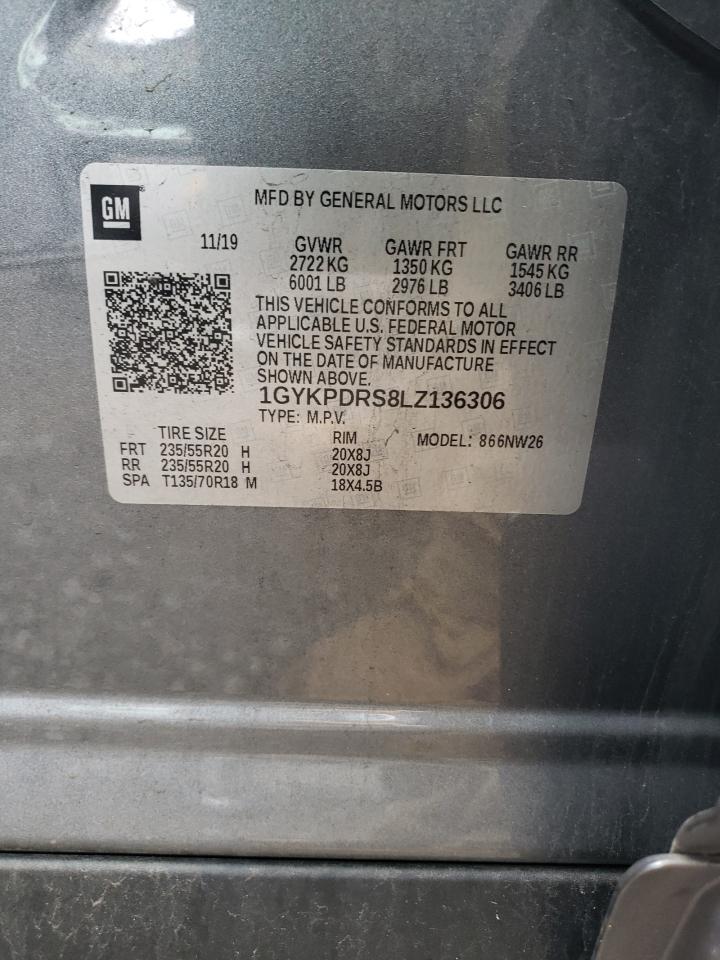 GM
MFD BY GENERAL MOTORS LLC
11/19 GVWR GAWR FRT GAWR RR
2722 KG 1350 KG 1545 KG
6001 LB 2976 LB 3406 LB
THIS VEHICLE CONFORMS TO ALL
APPLICABLE U.S. FEDERAL MOTOR
VEHICLE SAFETY STANDARDS IN EFFECT
ON THE DATE OF MANUFACTURE
SHOWN ABOVE.
1GYKPDRS8LZ136306
TYPE: M.P.V.
TIRE SIZE RIM MODEL: 866NW26
FRT 235/55R20 H 20X8J
RR 235/55R20 H 20X8J
SPA T135/70R18 M 18X4.5B